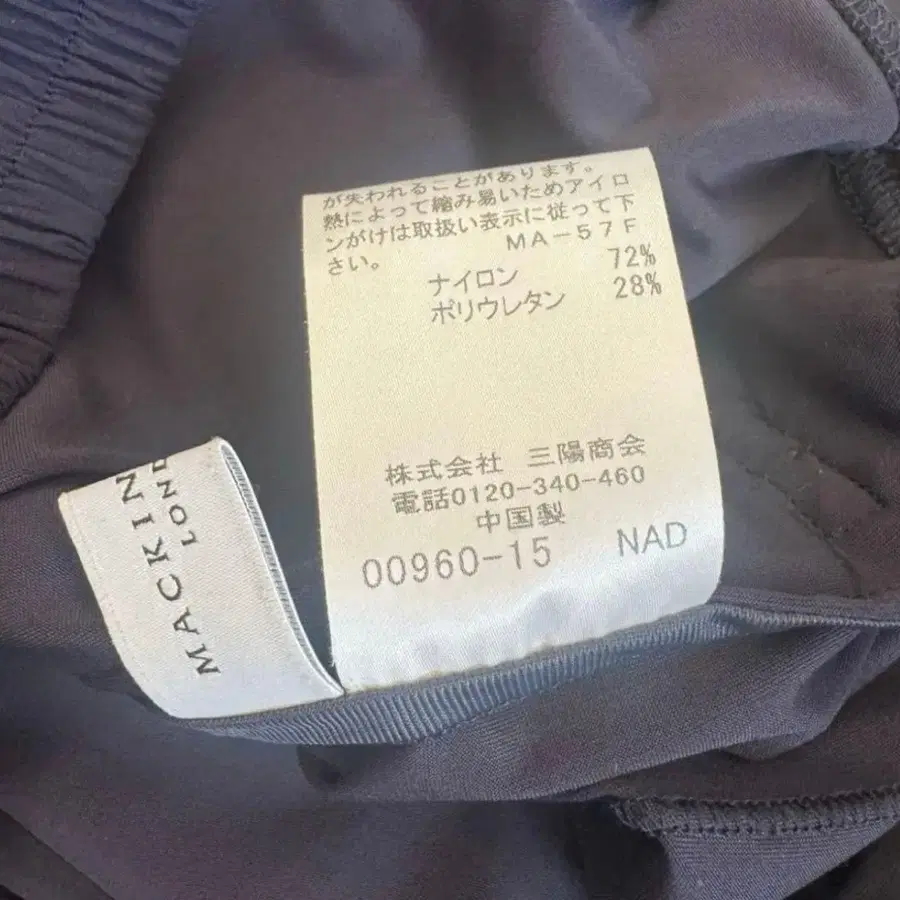 が失われることがあります。
熱によって縮み易いためアイロ
ンがけは取扱い表示に従って下
さい。 MA-57F
ナイロン 72%
ポリウレタン 28%
株式会社 三陽商会
電話0120-340-460
中国製
00960-15 NAD
MACKIN
LON